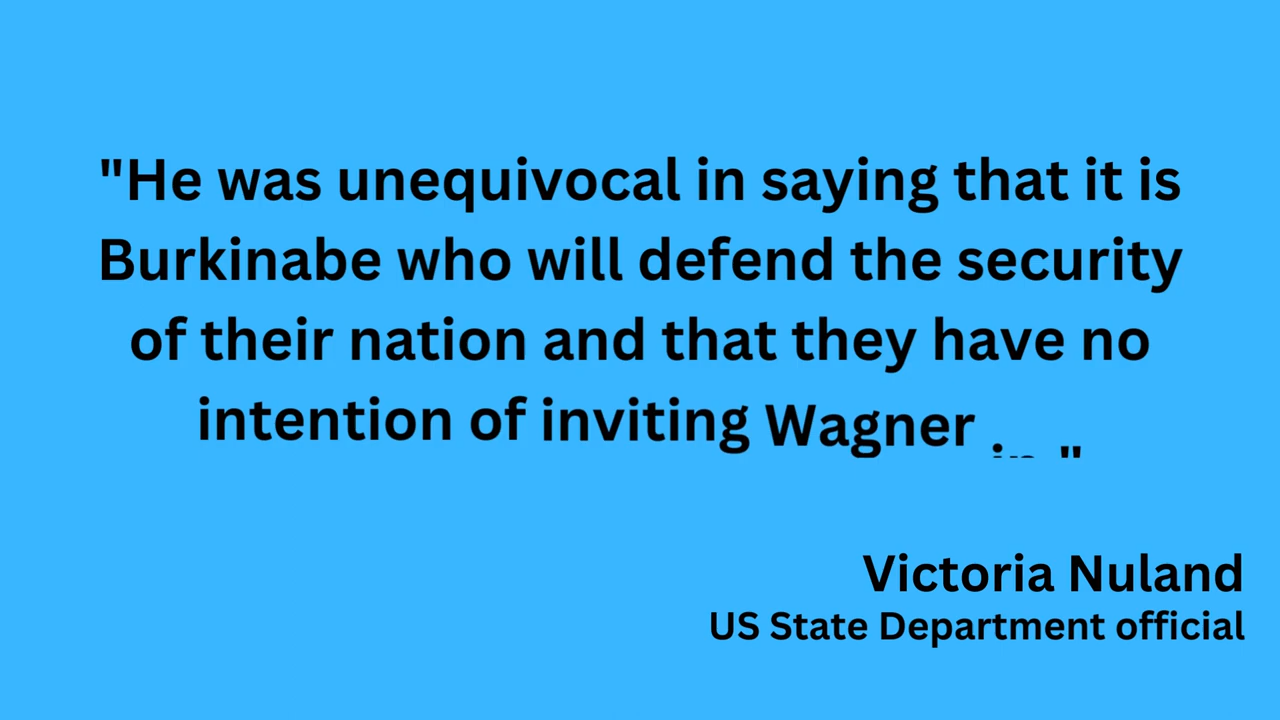 "He was unequivocal in saying that it is
Burkinabe who will defend the security
of their nation and that they have no
intention of inviting Wagner in."
Victoria Nuland
US State Department official